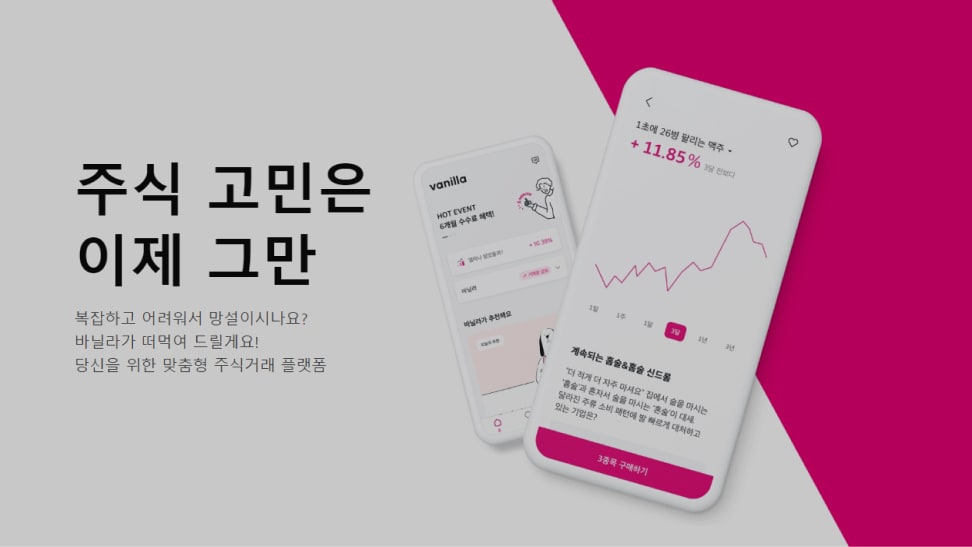 주식 고민은
이제 그만
복잡하고 어려워서 망설이시나요?
바닐라가 떠먹여 드릴게요!
당신을 위한 맞춤형 주식거래 플랫폼
vanilla
HOT EVENT
6개월 수수료 혜택!
+ 10.39%
바닐라
바닐라가 추천해요
오늘의 추천
홈
1초에 26병 팔리는 맥주
+ 11.85% 3달 전보다
1일 1주 1달 3달 1년 3년
계속되는 홈술&혼술 신드롬
"더 적게 더 자주 마셔요" 집에서 술을 마시는
'홈술'과 혼자서 술을 마시는 '혼술'이 대세.
달라진 주류 소비 패턴에 발 빠르게 대처하고
있는 기업은?
3종목 구매하기